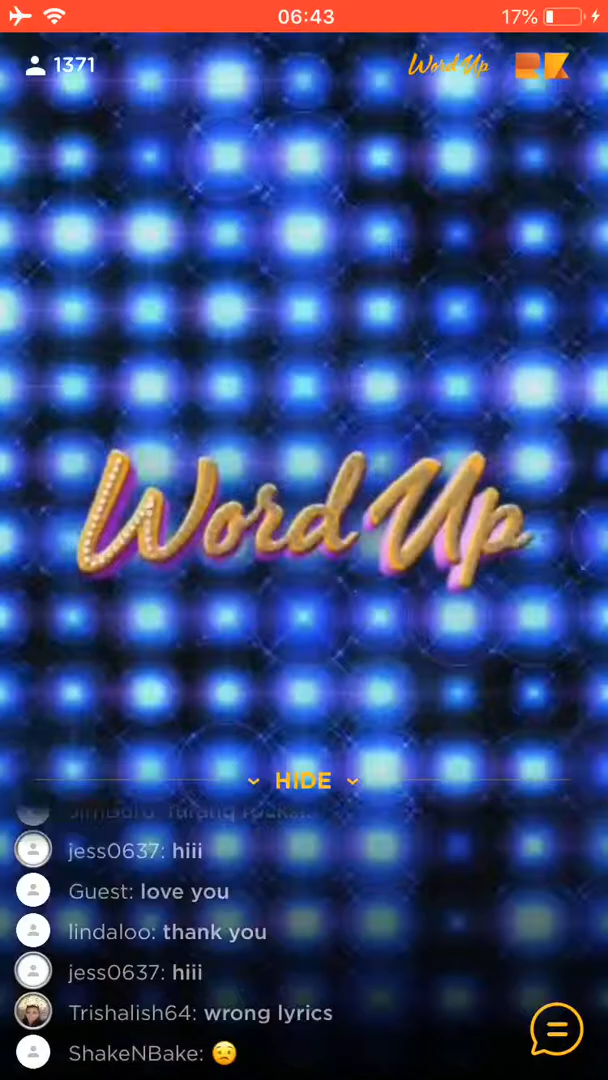 06:43
17%
1371
Word Up
RK
Word Up
HIDE
jess0637: hiii
Guest: love you
lindaloo: thank you
jess0637: hiii
Trishalish64: wrong lyrics
ShakeNBake: 😟